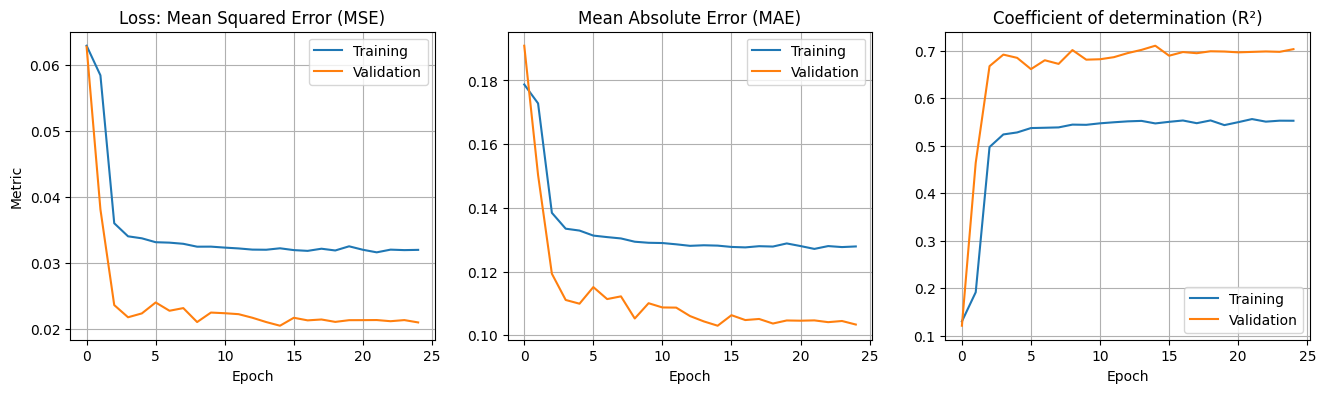 Loss: Mean Squared Error (MSE)
Metric
0.06
0.05
0.04
0.03
0.02
Training
Validation
0 5 10 15 20 25
Epoch
Mean Absolute Error (MAE)
0.18
0.16
0.14
0.12
0.10
Training
Validation
0 5 10 15 20 25
Epoch
Coefficient of determination (R²)
0.7
0.6
0.5
0.4
0.3
0.2
0.1
Training
Validation
0 5 10 15 20 25
Epoch